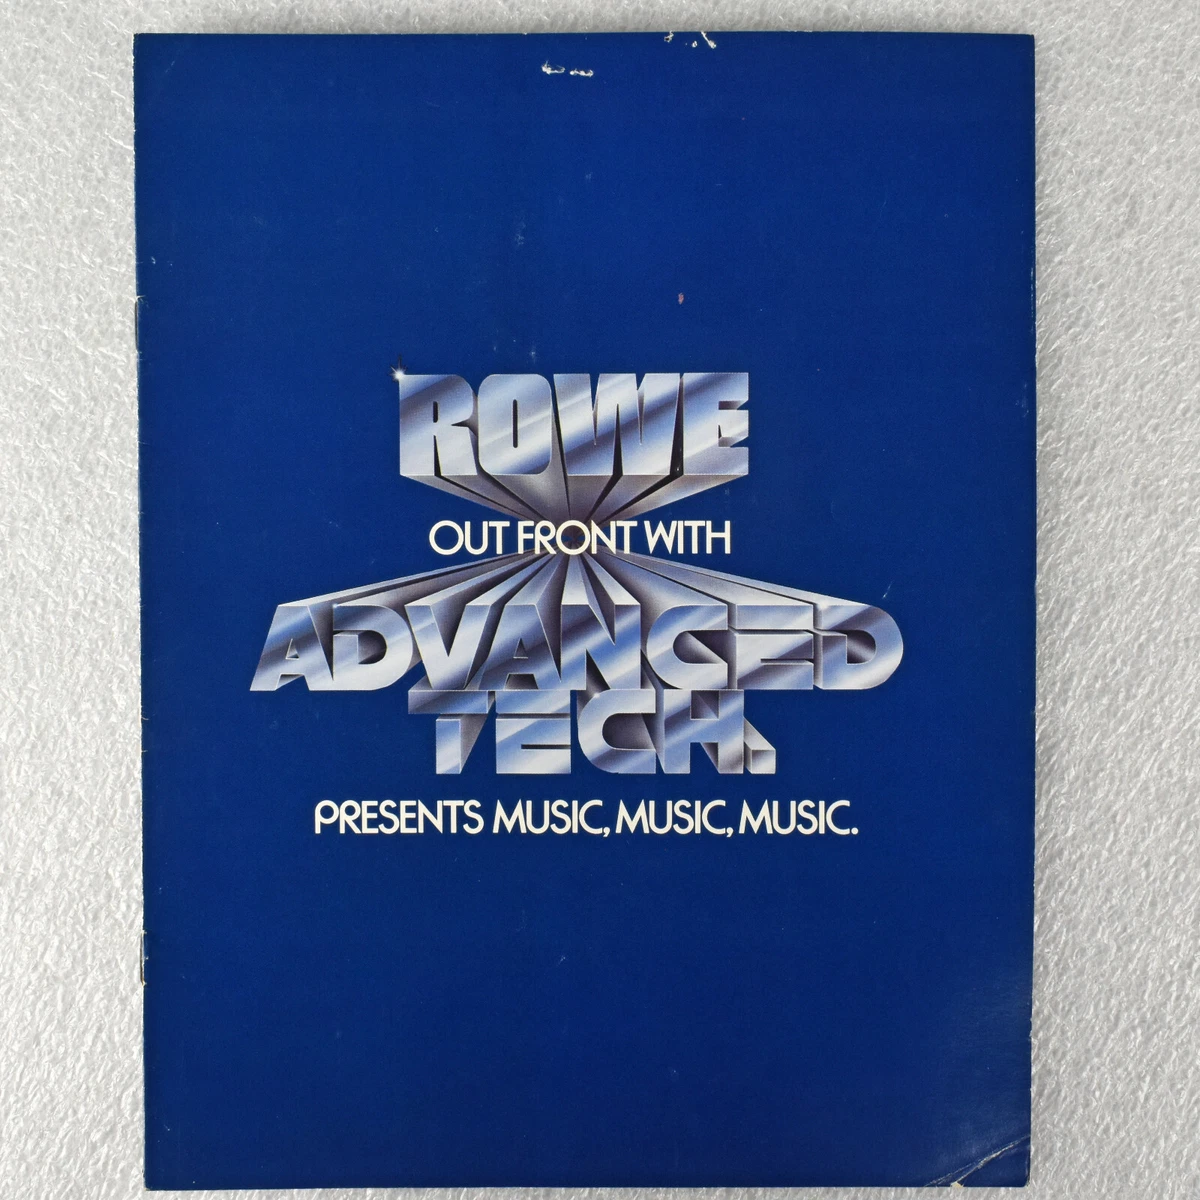 ROWE
OUT FRONT WITH
ADVANCED
TECH.
PRESENTS MUSIC, MUSIC, MUSIC.